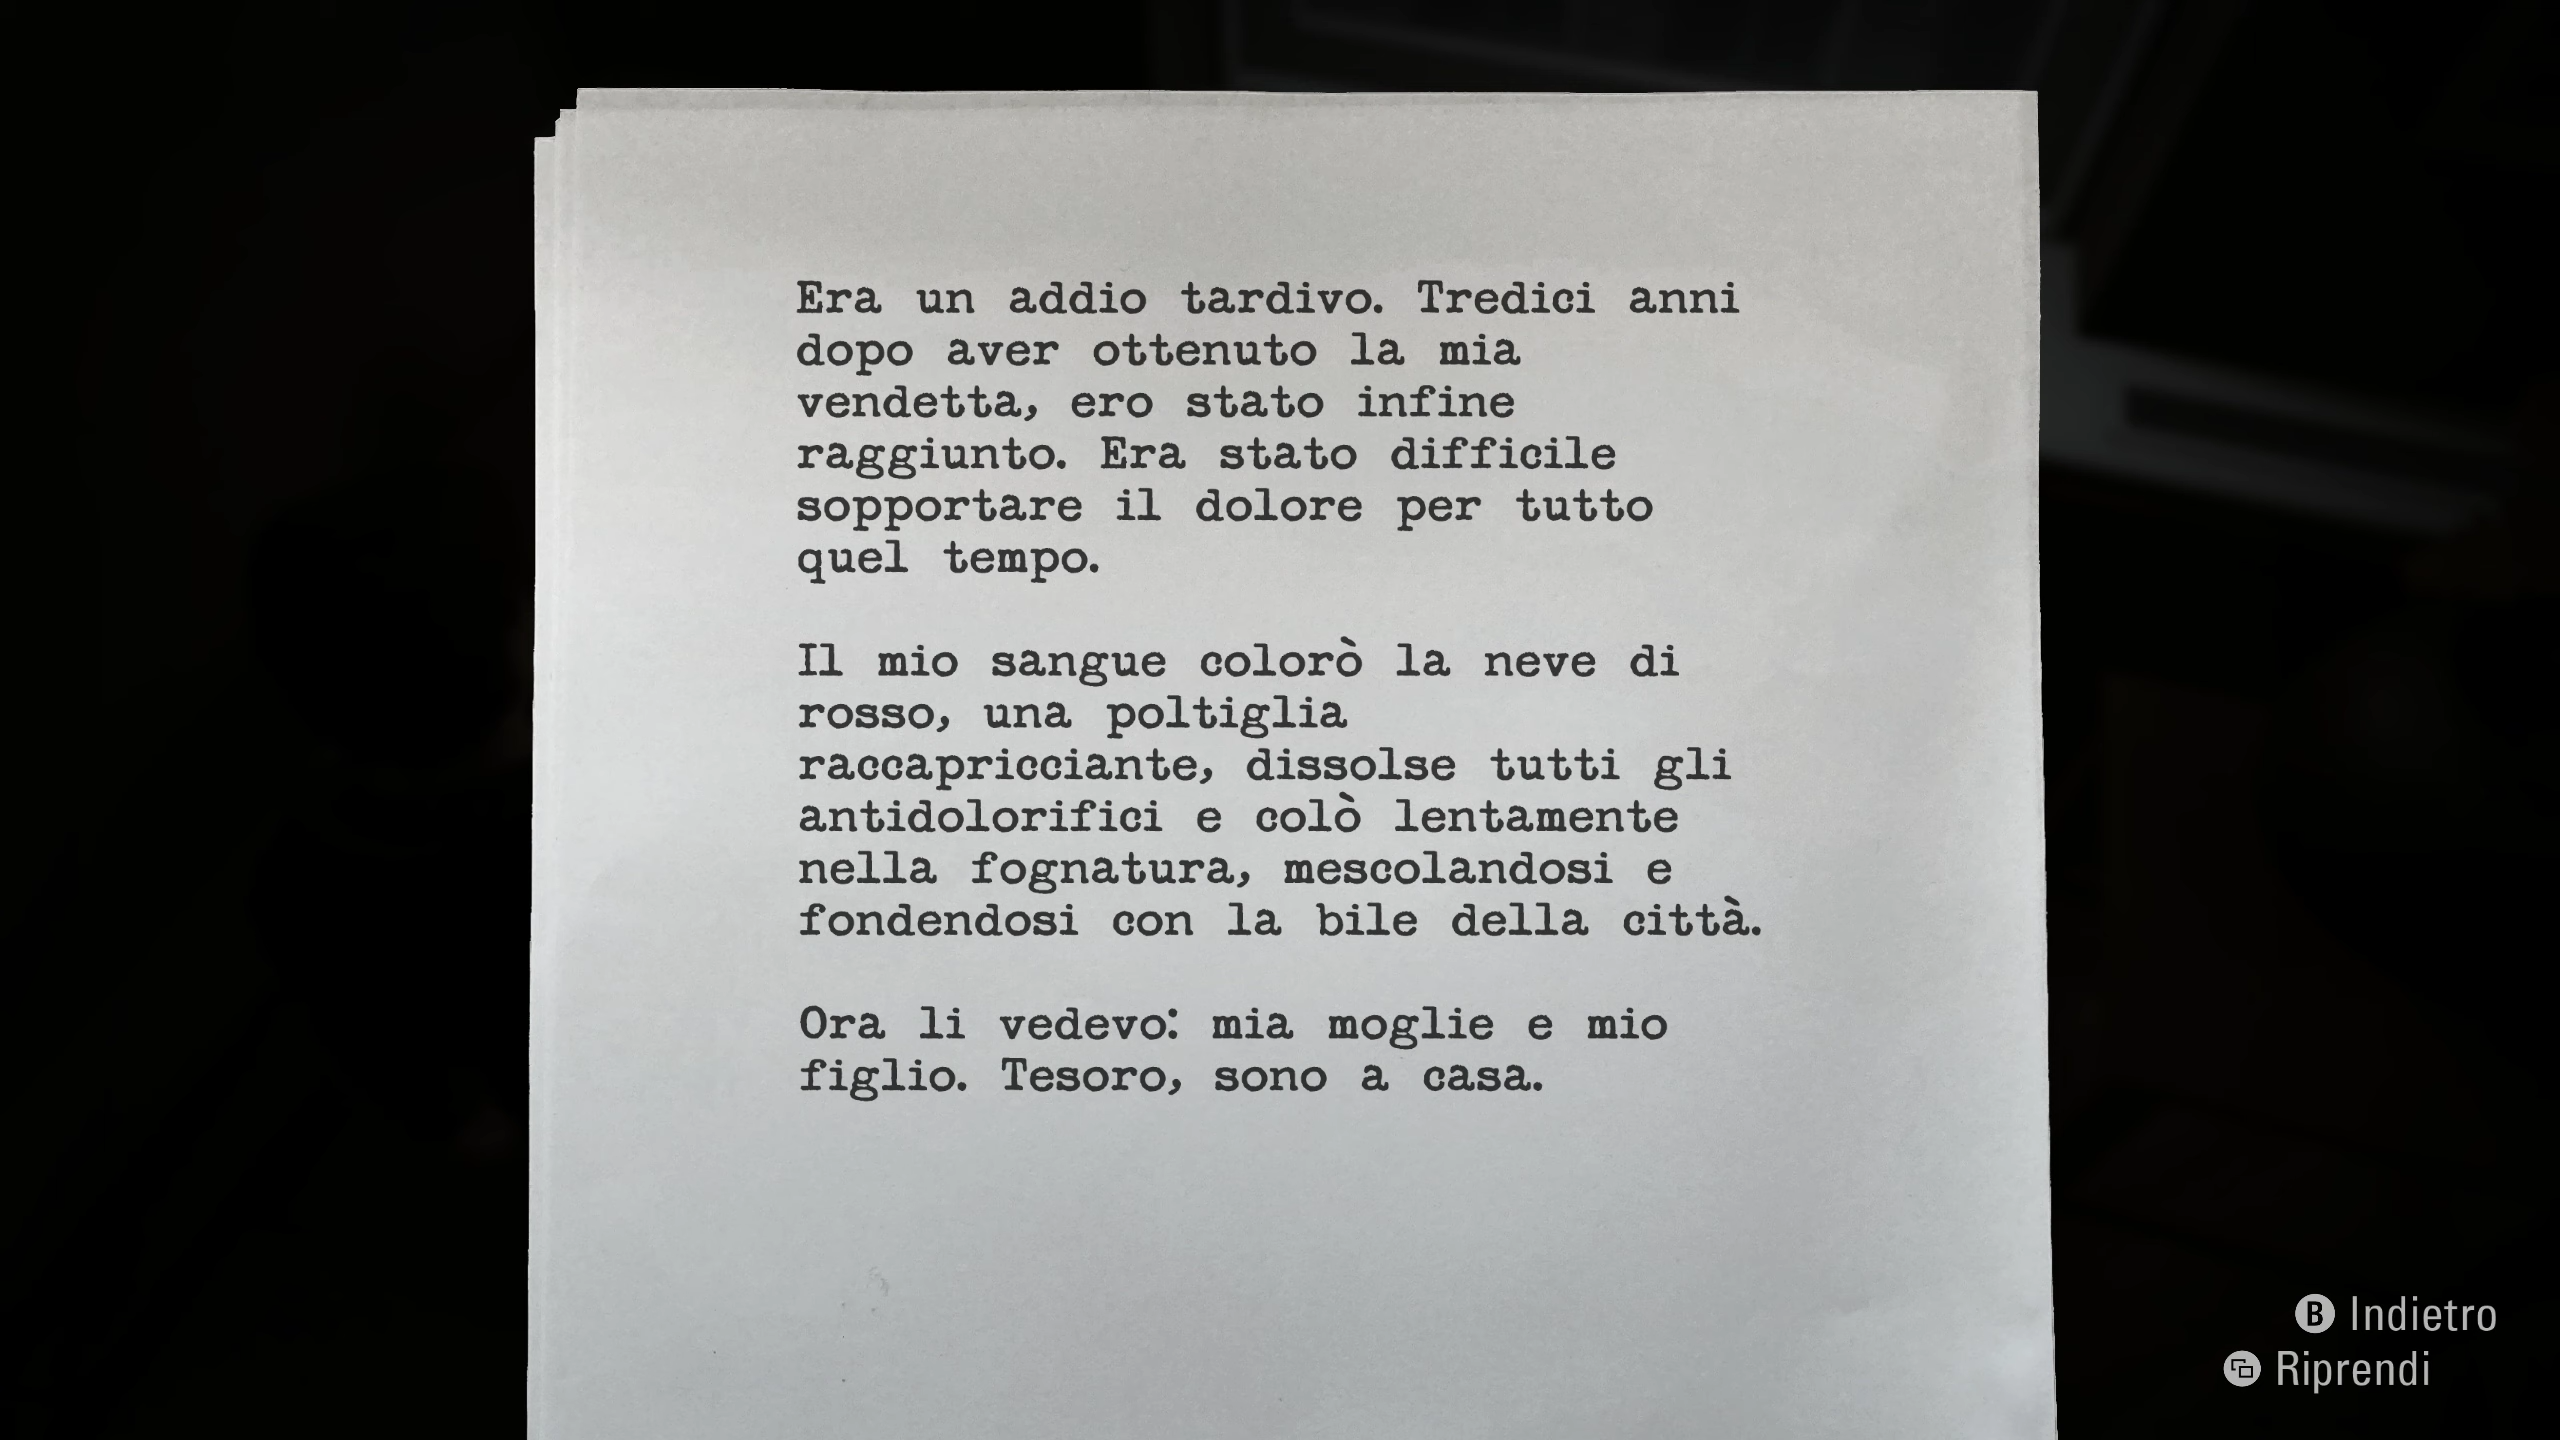 Era un addio tardivo. Tredici anni
dopo aver ottenuto la mia
vendetta, ero stato infine
raggiunto. Era stato difficile
sopportare il dolore per tutto
quel tempo.
Il mio sangue colorò la neve di
rosso, una poltiglia
raccapricciante, dissolse tutti gli
antidolorifici e colò lentamente
nella fognatura, mescolandosi e
fondendosi con la bile della città.
Ora li vedevo: mia moglie e mio
figlio. Tesoro, sono a casa.
B Indietro
Riprendi